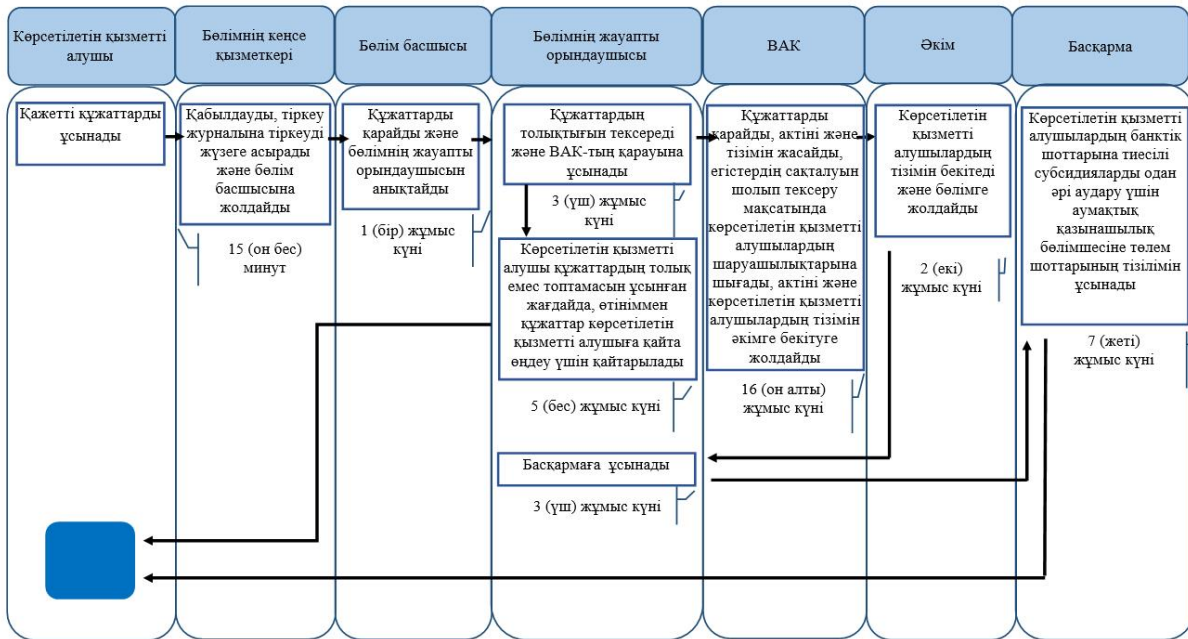 Көрсетілетін қызметті
алушы
Бөлімнің кеңсе
қызметкері
Бөлім басшысы
Бөлімнің жауапты
орындаушысы
ВАК
Әкім
Басқарма
Қажетті құжаттарды
ұсынады
Қабылдауды, тіркеу
журналына тіркеуді
жүзеге асырады
және бөлім
басшысына
жолдайды
15 (он бес)
минут
Құжаттарды
қарайды және
бөлімнің жауапты
орындаушысын
анықтайды
1 (бір) жұмыс
күні
Құжаттардың
толықтығын тексереді
және ВАК-тың қарауына
ұсынады
3 (үш) жұмыс
күні
Көрсетілетін қызметті
алушы құжаттардың толық
емес топтамасын ұсынған
жағдайда, өтініммен
құжаттар көрсетілетін
қызметті алушыға қайта
өңдеу үшін қайтарылады
5 (бес) жұмыс күні
Басқармаға ұсынады
3 (үш) жұмыс күні
Құжаттарды
қарайды, актіні және
тізімін жасайды,
егістердің сақталуын
шолып тексеру
мақсатында
көрсетілетін қызметті
алушылардың
шаруашылықтарына
шығады, актіні және
көрсетілетін қызметті
алушылардың тізімін
әкімге бекітуге
жолдайды
16 (он алты)
жұмыс күні
Көрсетілетін
қызметті
алушылардың
тізімін бекітеді
және бөлімге
жолдайды
2 (екі)
жұмыс күні
Көрсетілетін қызметті
алушылардың банктік
шоттарына тиесілі
субсидияларды одан
әрі аудару үшін
аумақтық
қазынашылық
бөлімшесіне төлем
шоттарының тізілімін
ұсынады
7 (жеті)
жұмыс күні